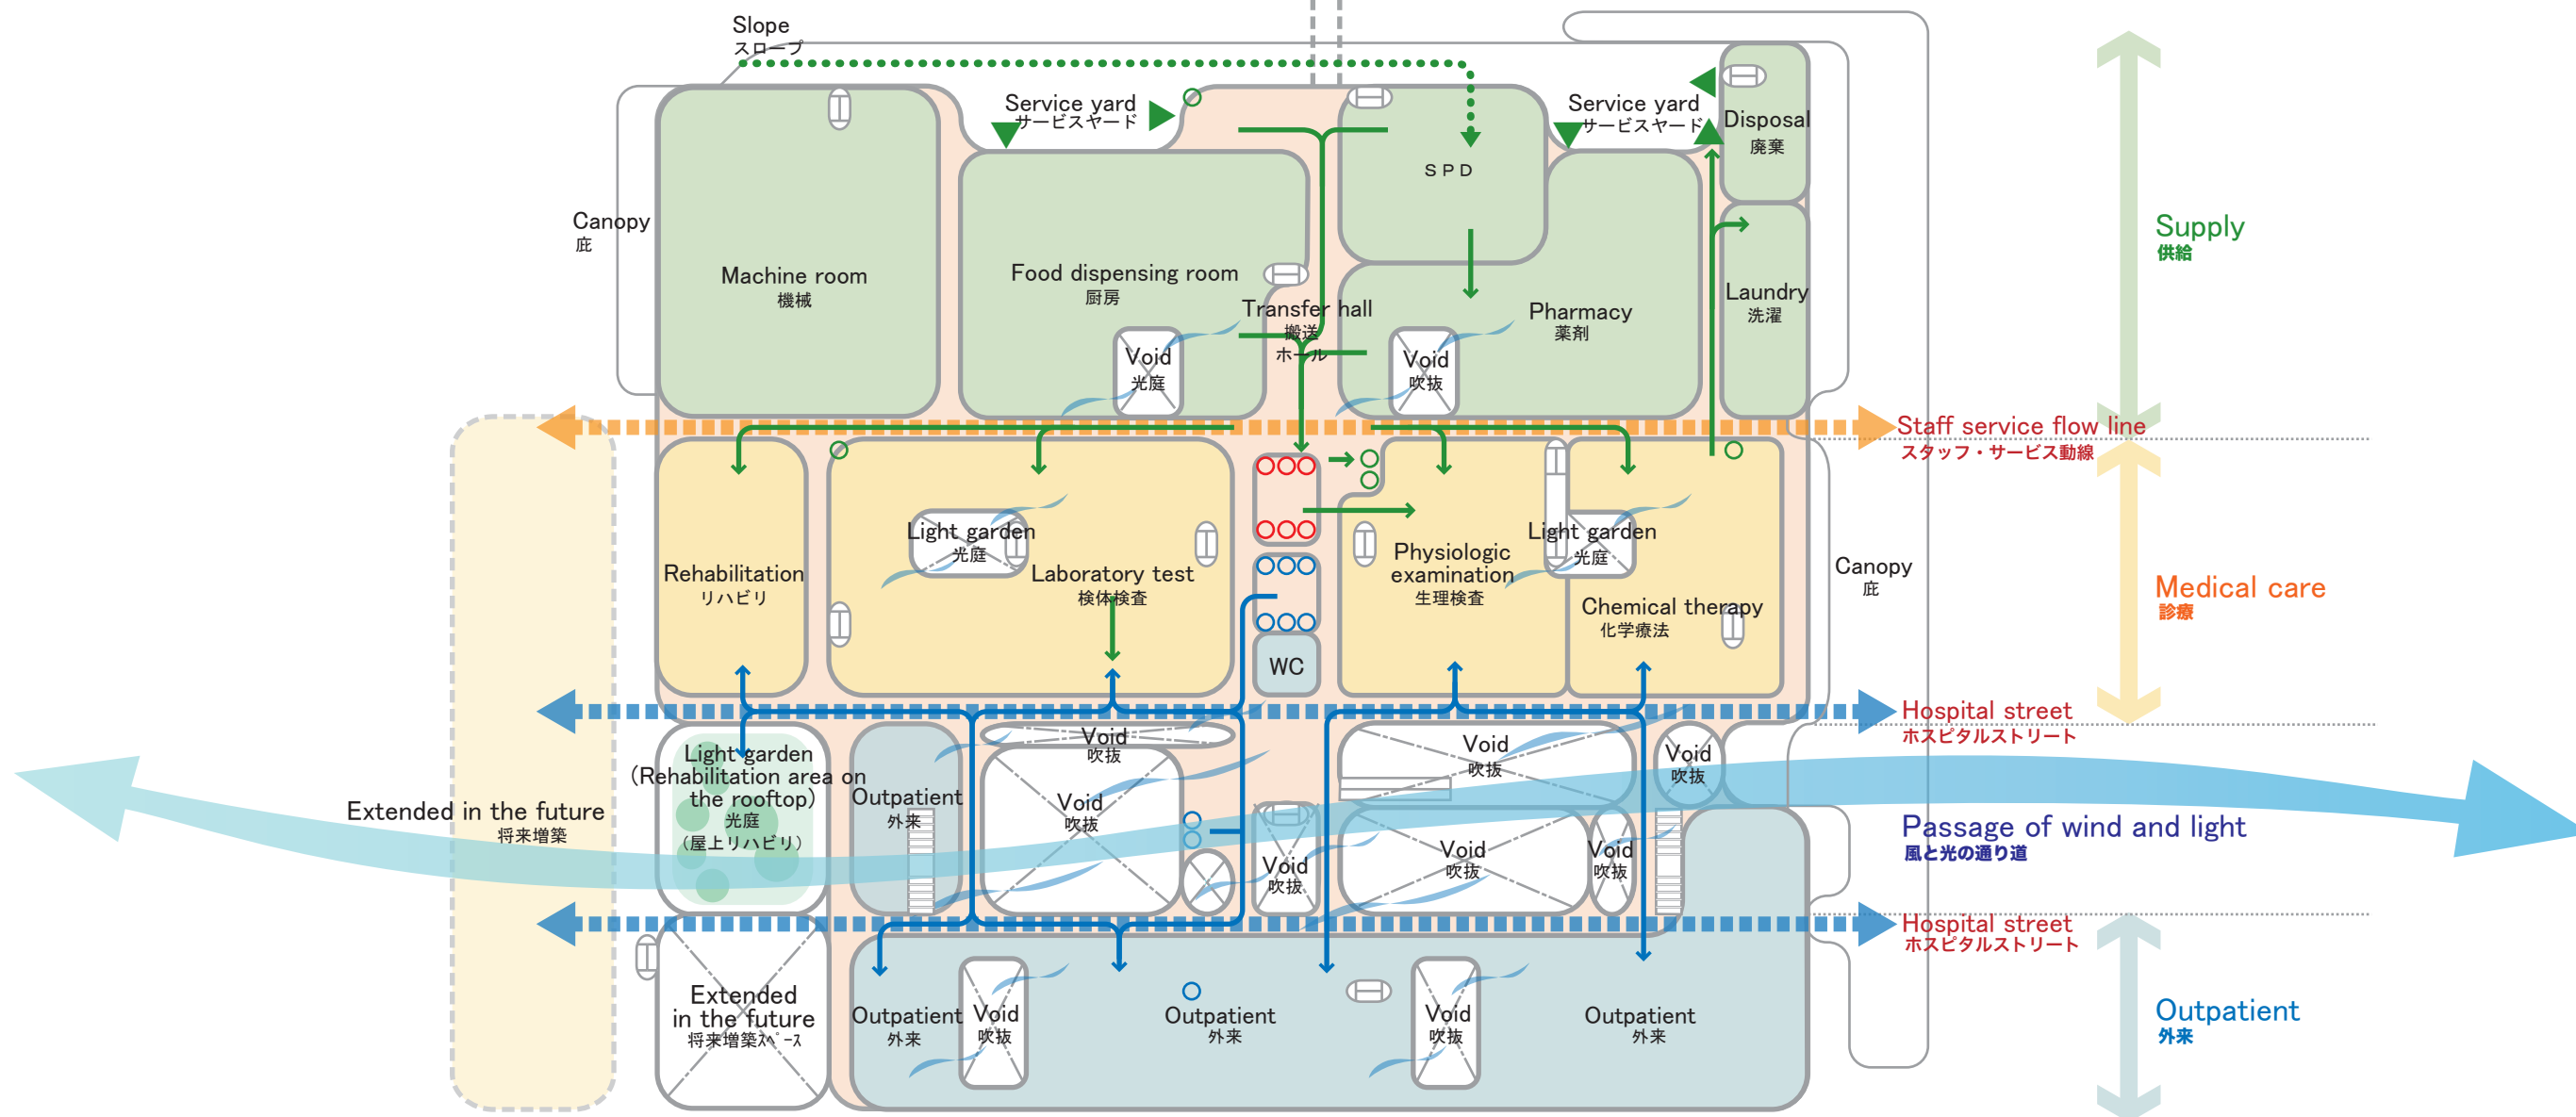 Slope
スロープ
Service yard
サービスヤード
Service yard
サービスヤード
Disposal
廃棄
SPD
Canopy
庇
Supply
供給
Machine room
機械
Food dispensing room
厨房
Transfer hall
搬送
ホール
Pharmacy
薬剤
Laundry
洗濯
Void
光庭
Void
吹抜
Staff service flow line
スタッフ・サービス動線
Light garden
光庭
Light garden
光庭
Rehabilitation
リハビリ
Laboratory test
検体検査
Physiologic
examination
生理検査
Chemical therapy
化学療法
Canopy
庇
Medical care
診療
WC
Hospital street
ホスピタルストリート
Light garden
(Rehabilitation area on
the rooftop)
光庭
(屋上リハビリ)
Void
吹抜
Void
吹抜
Void
吹抜
Extended in the future
将来増築
Outpatient
外来
Void
吹抜
Void
吹抜
Void
吹抜
Void
吹抜
Passage of wind and light
風と光の通り道
Hospital street
ホスピタルストリート
Extended
in the future
将来増築ｽﾍﾟｰｽ
Outpatient
外来
Void
吹抜
Outpatient
外来
Void
吹抜
Outpatient
外来
Outpatient
外来